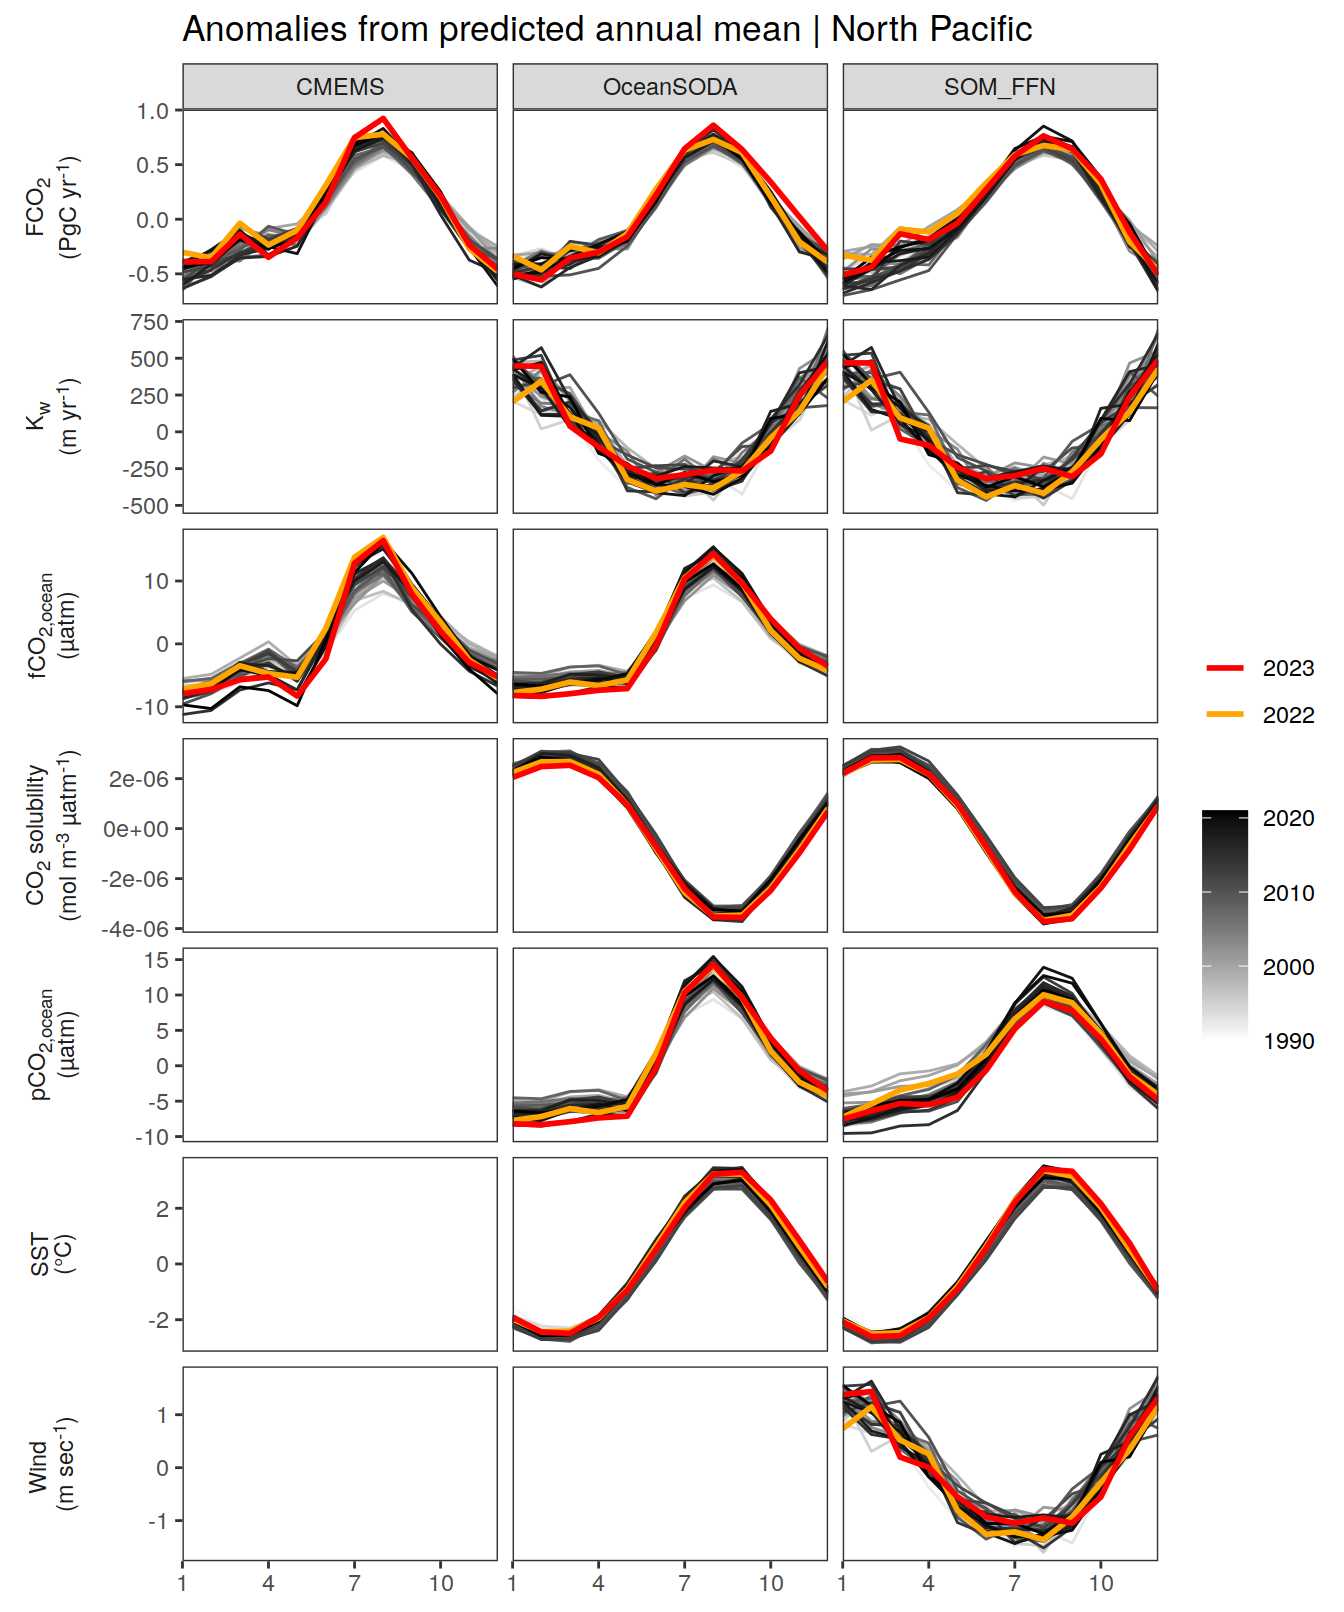 Anomalies from predicted annual mean | North Pacific
CMEMS
OceanSODA
SOM_FFN
FCO2
(PgC yr-1)
1.0
0.5
0.0
-0.5
Kw
(m yr-1)
750
500
250
0
-250
-500
fCO2,ocean
(µatm)
10
0
-10
CO2 solubility
(mol m-3 µatm-1)
2e-06
0e+00
-2e-06
-4e-06
pCO2,ocean
(µatm)
15
10
5
0
-5
-10
SST
(°C)
2
0
-2
Wind
(m sec-1)
1
0
-1
1 4 7 10
1 4 7 10
1 4 7 10
2023
2022
2020
2010
2000
1990